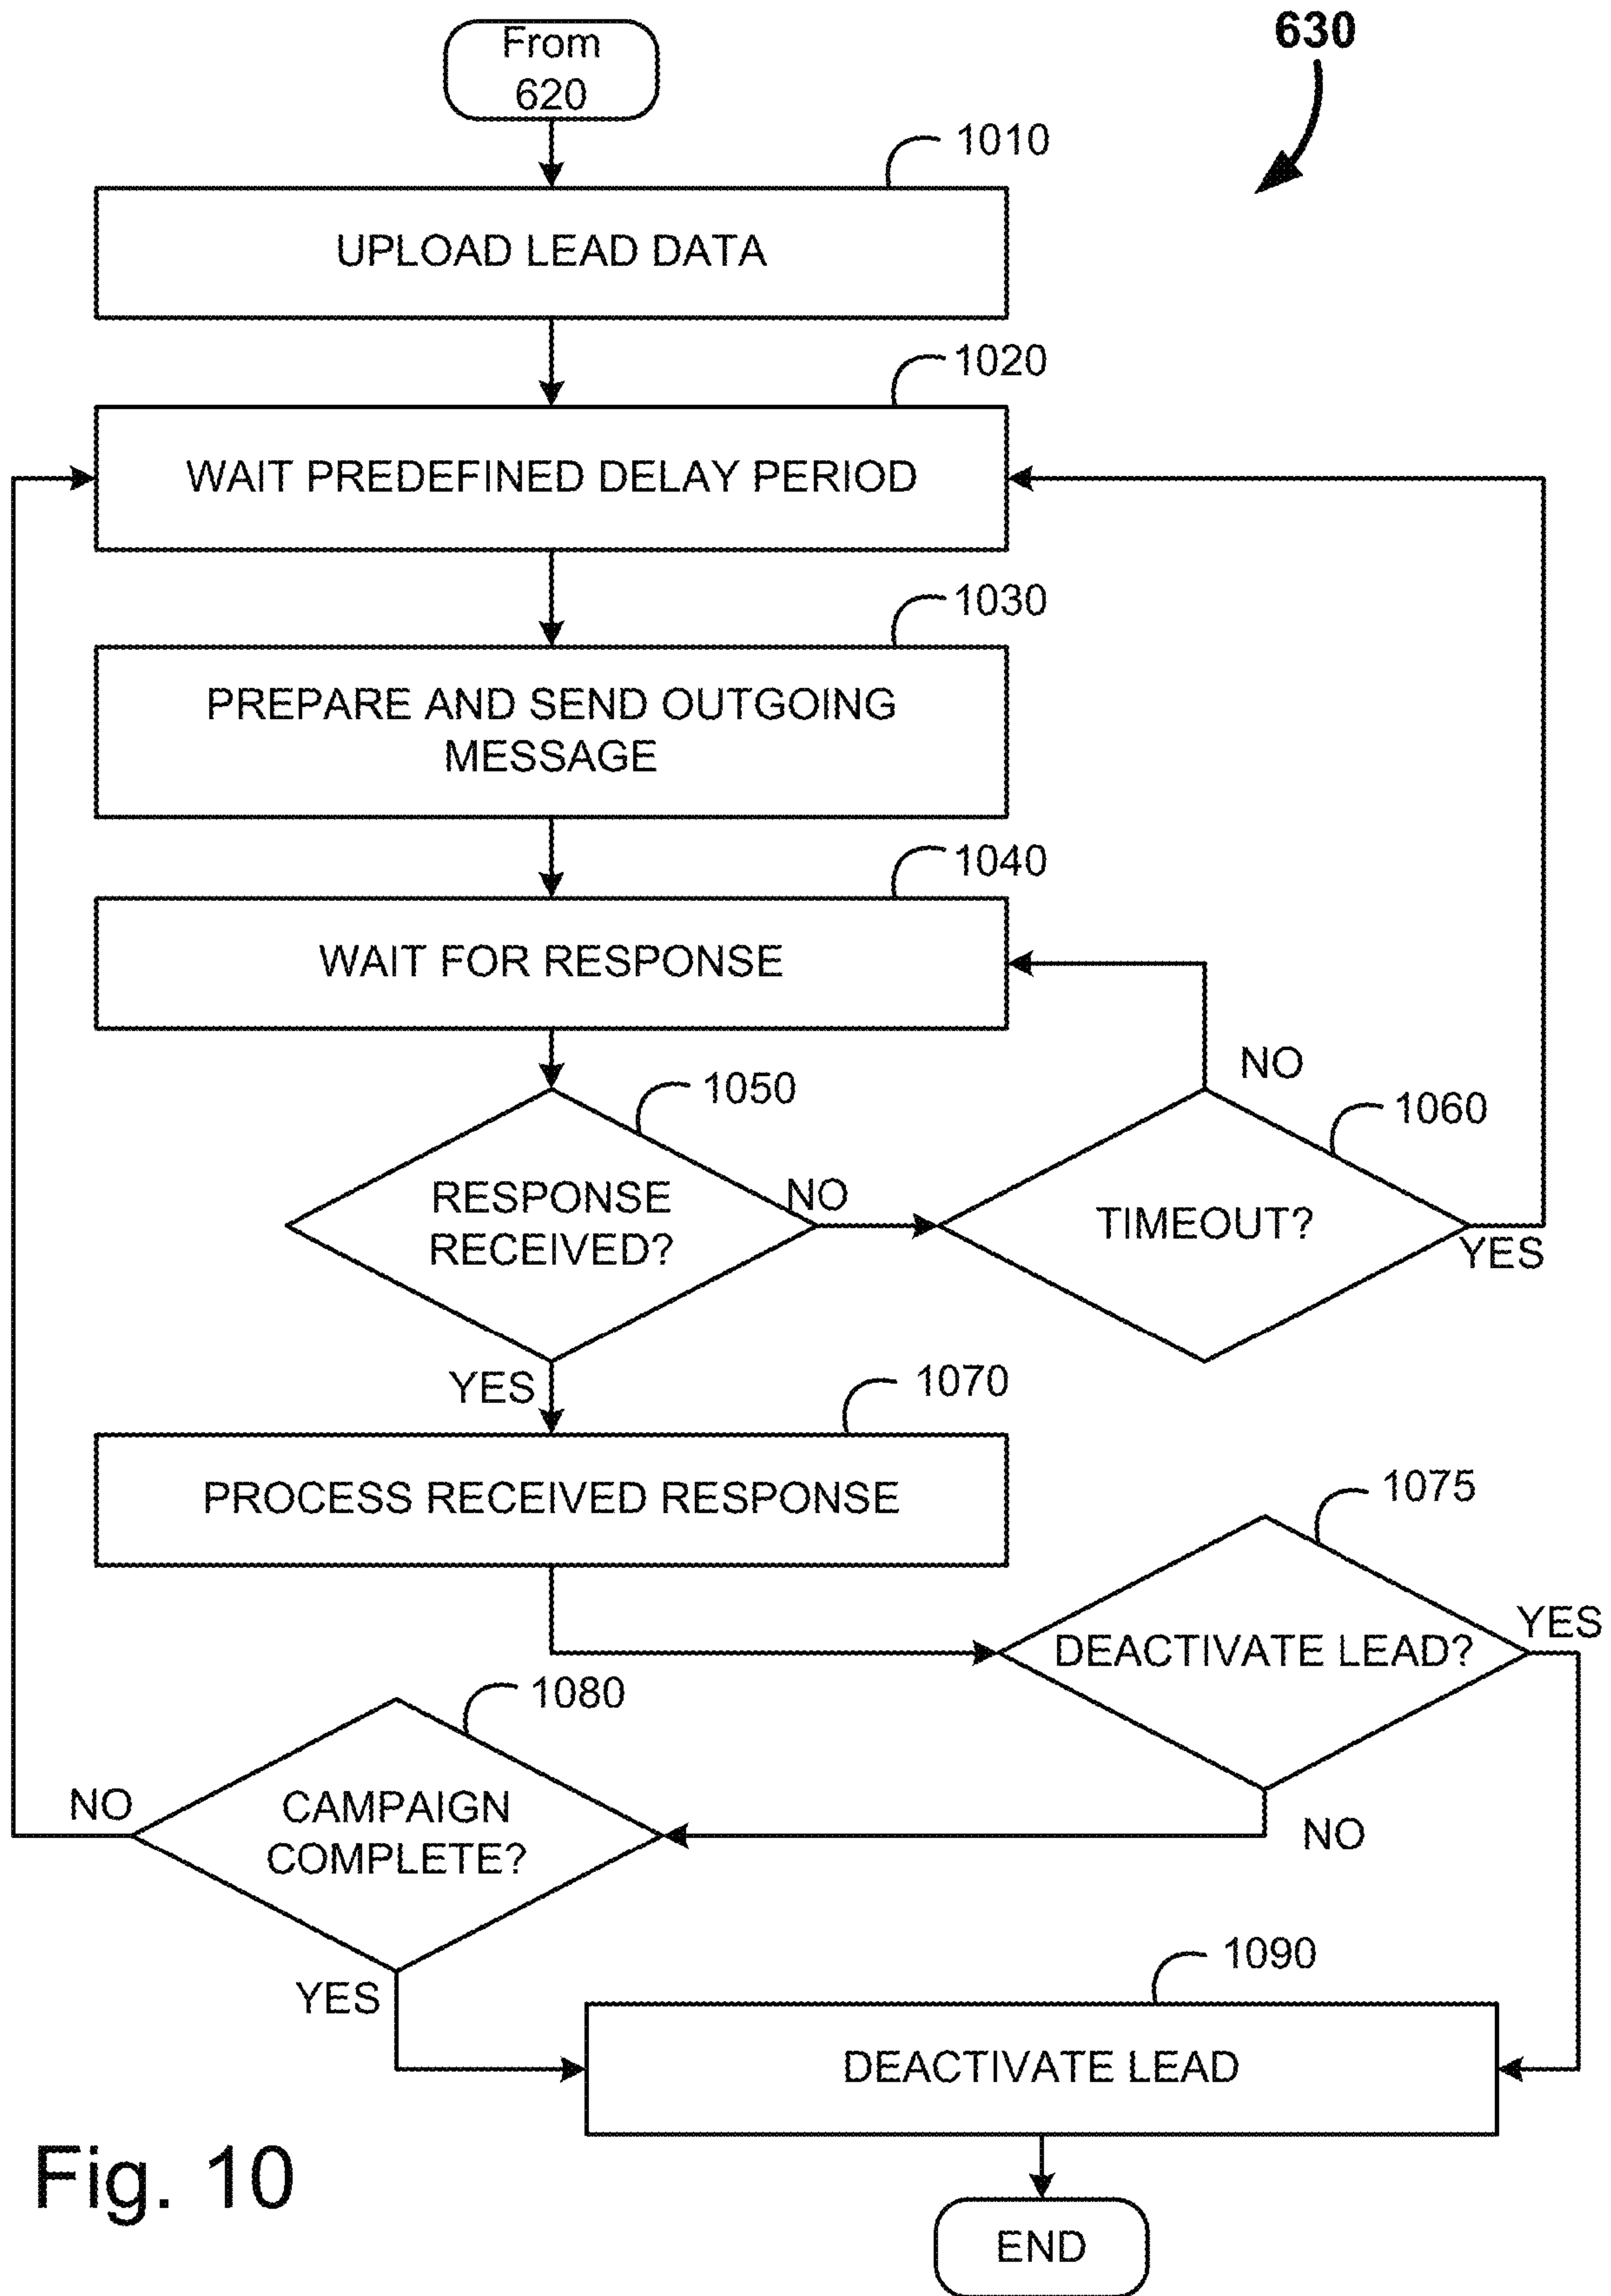 From
620
630
1010
UPLOAD LEAD DATA
1020
WAIT PREDEFINED DELAY PERIOD
1030
PREPARE AND SEND OUTGOING
MESSAGE
1040
WAIT FOR RESPONSE
NO
1050
1060
RESPONSE
RECEIVED?
NO
TIMEOUT?
YES
YES
1070
PROCESS RECEIVED RESPONSE
1075
DEACTIVATE LEAD?
YES
1080
NO
CAMPAIGN
COMPLETE?
NO
YES
1090
DEACTIVATE LEAD
Fig. 10
END